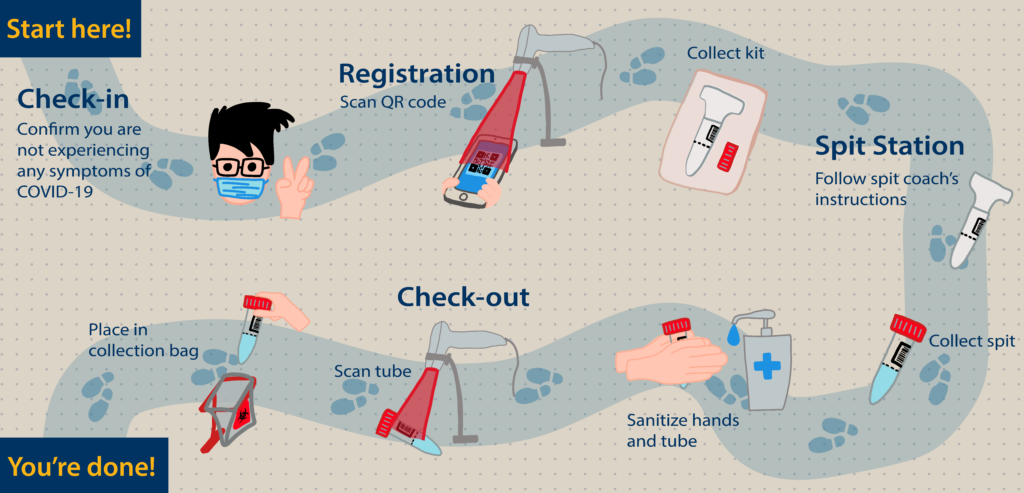 Start here!
Check-in
Confirm you are
not experiencing
any symptoms of
COVID-19
Registration
Scan QR code
Collect kit
Spit Station
Follow spit coach’s
instructions
Collect spit
Sanitize hands
and tube
Check-out
Scan tube
Place in
collection bag
You’re done!